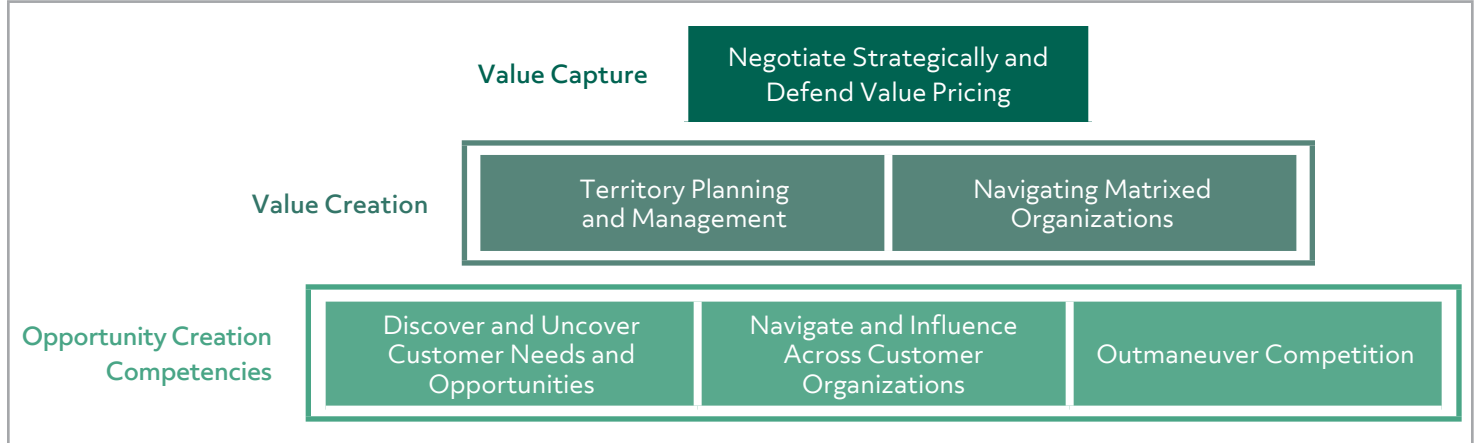 Value Capture
Negotiate Strategically and
Defend Value Pricing
Value Creation
Territory Planning
and Management
Navigating Matrixed
Organizations
Opportunity Creation
Competencies
Discover and Uncover
Customer Needs and
Opportunities
Navigate and Influence
Across Customer
Organizations
Outmaneuver Competition